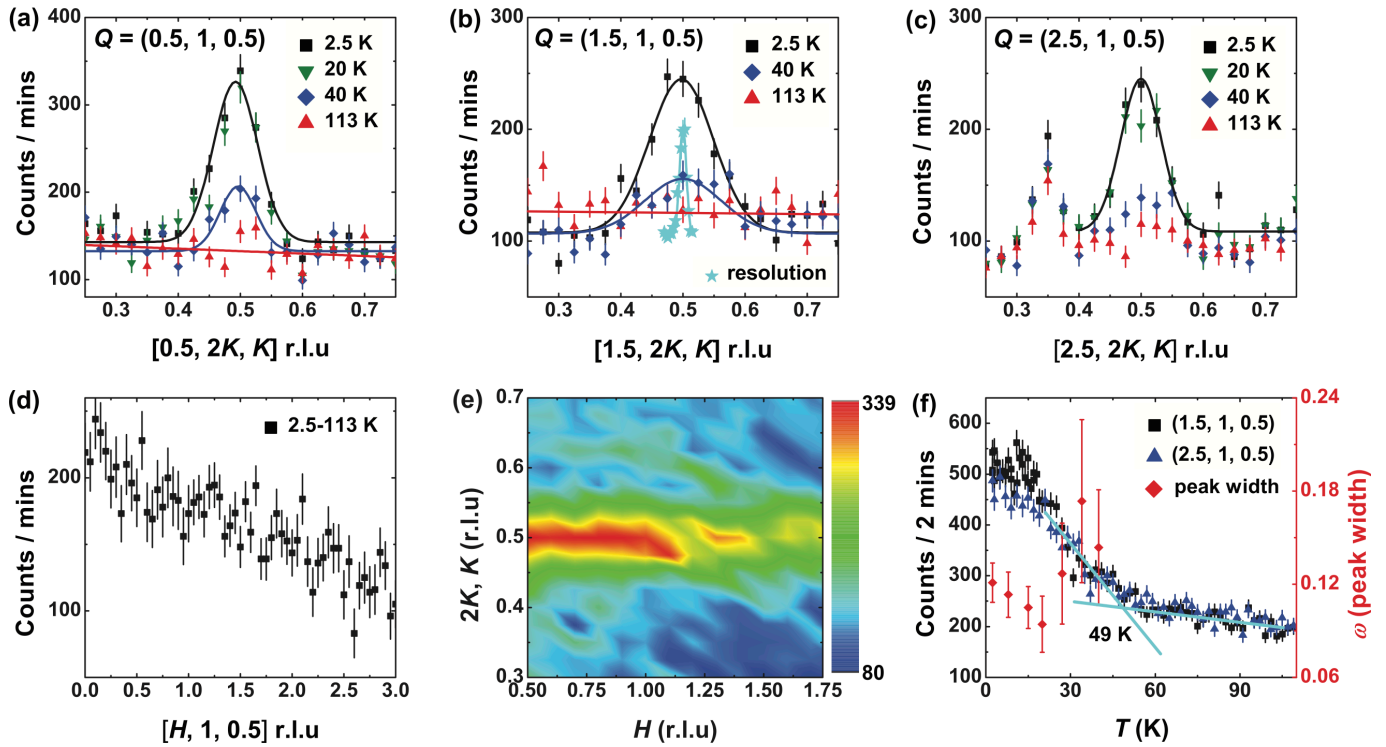 (a)
Q = (0.5, 1, 0.5)
2.5 K
20 K
40 K
113 K
400
300
200
100
Counts / mins
0.3 0.4 0.5 0.6 0.7
[0.5, 2K, K] r.l.u
(b)
Q = (1.5, 1, 0.5)
2.5 K
40 K
113 K
resolution
300
200
100
Counts / mins
0.3 0.4 0.5 0.6 0.7
[1.5, 2K, K] r.l.u
(c)
Q = (2.5, 1, 0.5)
2.5 K
20 K
40 K
113 K
300
200
100
Counts / mins
0.3 0.4 0.5 0.6 0.7
[2.5, 2K, K] r.l.u
(d)
2.5-113 K
200
100
Counts / mins
0.0 0.5 1.0 1.5 2.0 2.5 3.0
[H, 1, 0.5] r.l.u
(e)
0.7
0.6
0.5
0.4
0.3
2K, K (r.l.u)
0.50 0.75 1.00 1.25 1.50 1.75
H (r.l.u)
339
80
(f)
(1.5, 1, 0.5)
(2.5, 1, 0.5)
peak width
49 K
600
500
400
300
200
100
Counts / 2 mins
0 30 60 90
T (K)
0.24
0.18
0.12
0.06
ω (peak width)